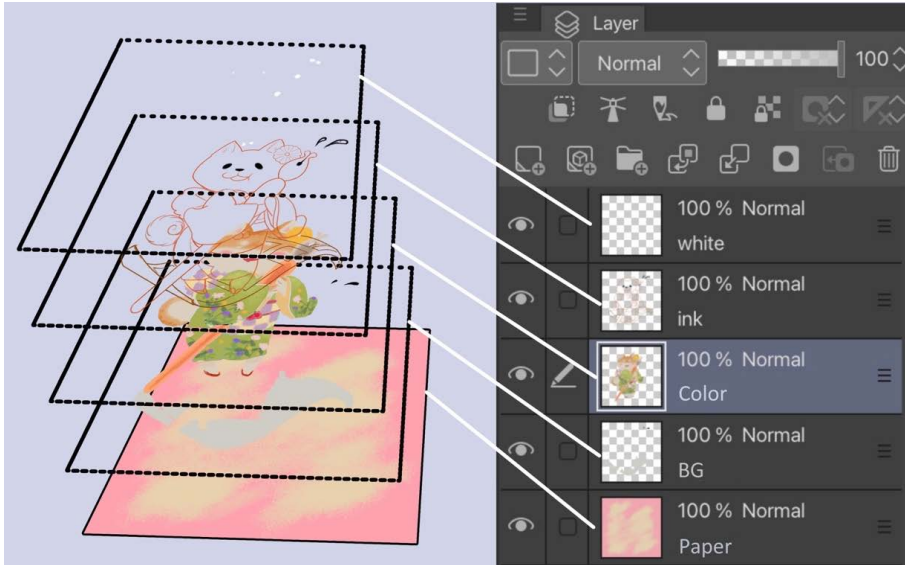 Layer
Normal
100
100 % Normal
white
100 % Normal
ink
100 % Normal
Color
100 % Normal
BG
100 % Normal
Paper